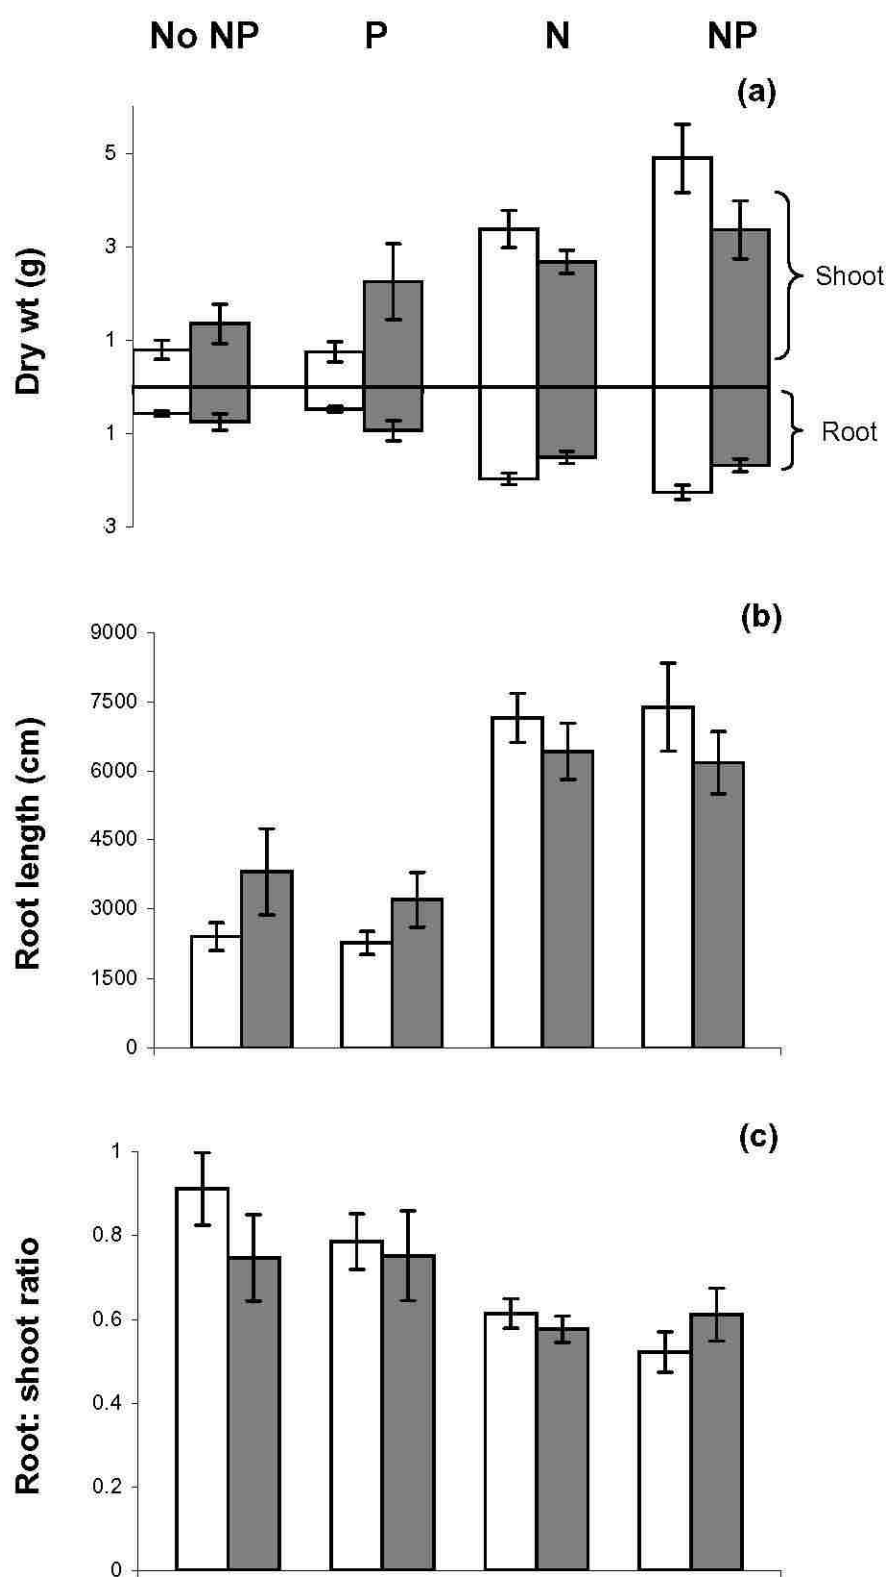 No NP P N NP
(a)
5
3
1
1
3
Dry wt (g)
Shoot
Root
(b)
9000
7500
6000
4500
3000
1500
0
Root length (cm)
(c)
1
0.8
0.6
0.4
0.2
0
Root: shoot ratio